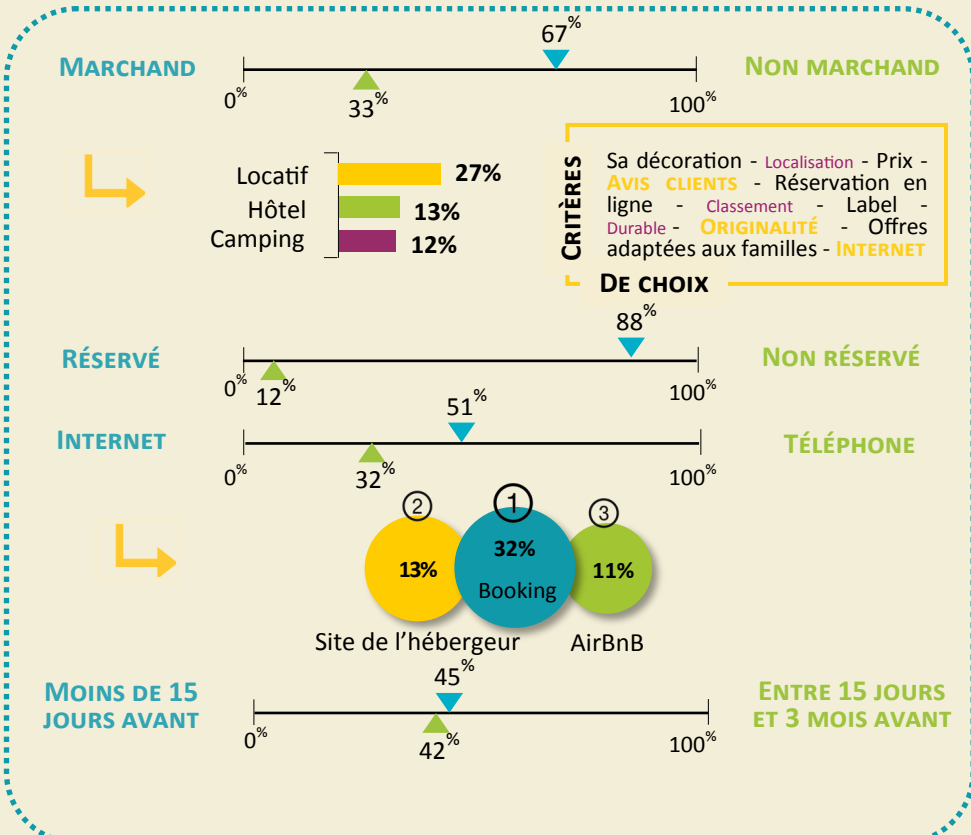 67%
MARCHAND
NON MARCHAND
0%
100%
33%
Locatif 27%
Hôtel 13%
Camping 12%
CRITÈRES
Sa décoration - Localisation - Prix -
AVIS CLIENTS - Réservation en
ligne - Classement - Label -
Durable - ORIGINALITÉ - Offres
adaptées aux familles - INTERNET
DE CHOIX
88%
RÉSERVÉ
NON RÉSERVÉ
0%
100%
12%
51%
INTERNET
TÉLÉPHONE
0%
100%
32%
2
1
3
13%
32%
11%
Booking
Site de l'hébergeur
AirBnB
45%
MOINS DE 15
JOURS AVANT
ENTRE 15 JOURS
ET 3 MOIS AVANT
0%
100%
42%